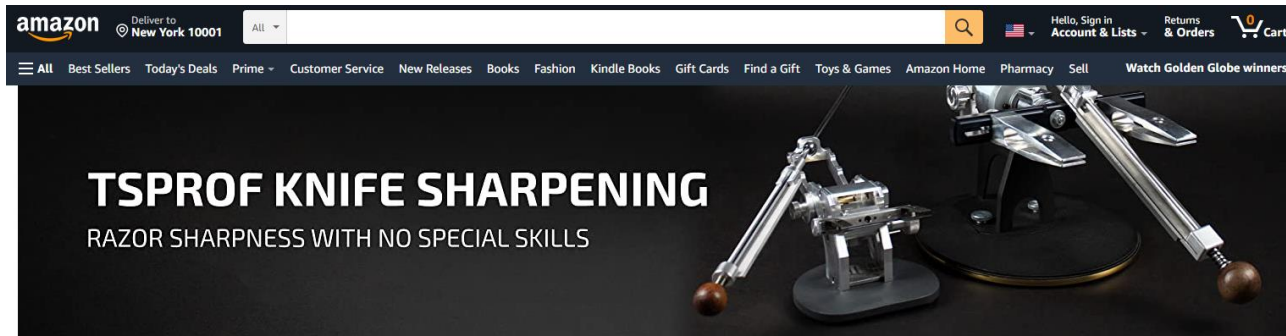 amazon
Deliver to
New York 10001
All
Hello, Sign in
Account & Lists
Returns
& Orders
0
Cart
All Best Sellers Today's Deals Prime Customer Service New Releases Books Fashion Kindle Books Gift Cards Find a Gift Toys & Games Amazon Home Pharmacy Sell Watch Golden Globe winners
TSPROF KNIFE SHARPENING
RAZOR SHARPNESS WITH NO SPECIAL SKILLS